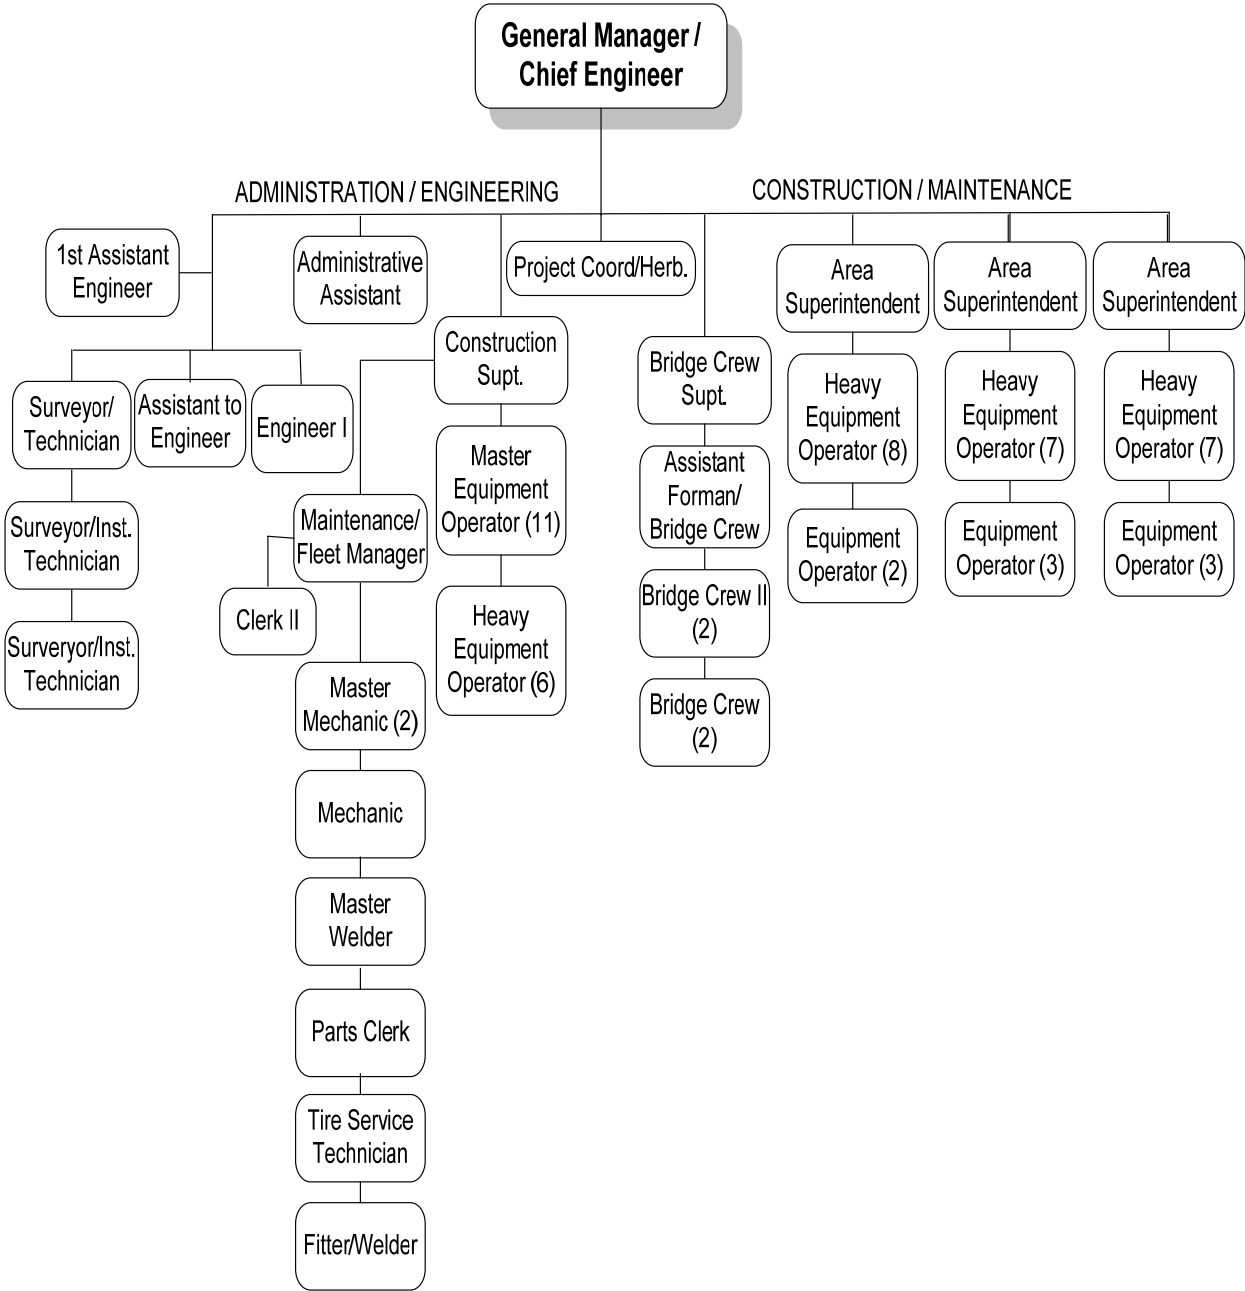 General Manager /
Chief Engineer
ADMINISTRATION / ENGINEERING
CONSTRUCTION / MAINTENANCE
1st Assistant
Engineer
Administrative
Assistant
Project Coord/Herb.
Area
Superintendent
Area
Superintendent
Area
Superintendent
Construction
Supt.
Bridge Crew
Supt.
Surveyor/
Technician
Assistant to
Engineer
Engineer I
Heavy
Equipment
Operator (8)
Heavy
Equipment
Operator (7)
Heavy
Equipment
Operator (7)
Master
Equipment
Operator (11)
Assistant
Forman/
Bridge Crew
Surveyor/Inst.
Technician
Maintenance/
Fleet Manager
Equipment
Operator (2)
Equipment
Operator (3)
Equipment
Operator (3)
Clerk II
Heavy
Equipment
Operator (6)
Bridge Crew II
(2)
Surveryor/Inst.
Technician
Master
Mechanic (2)
Bridge Crew
(2)
Mechanic
Master
Welder
Parts Clerk
Tire Service
Technician
Fitter/Welder